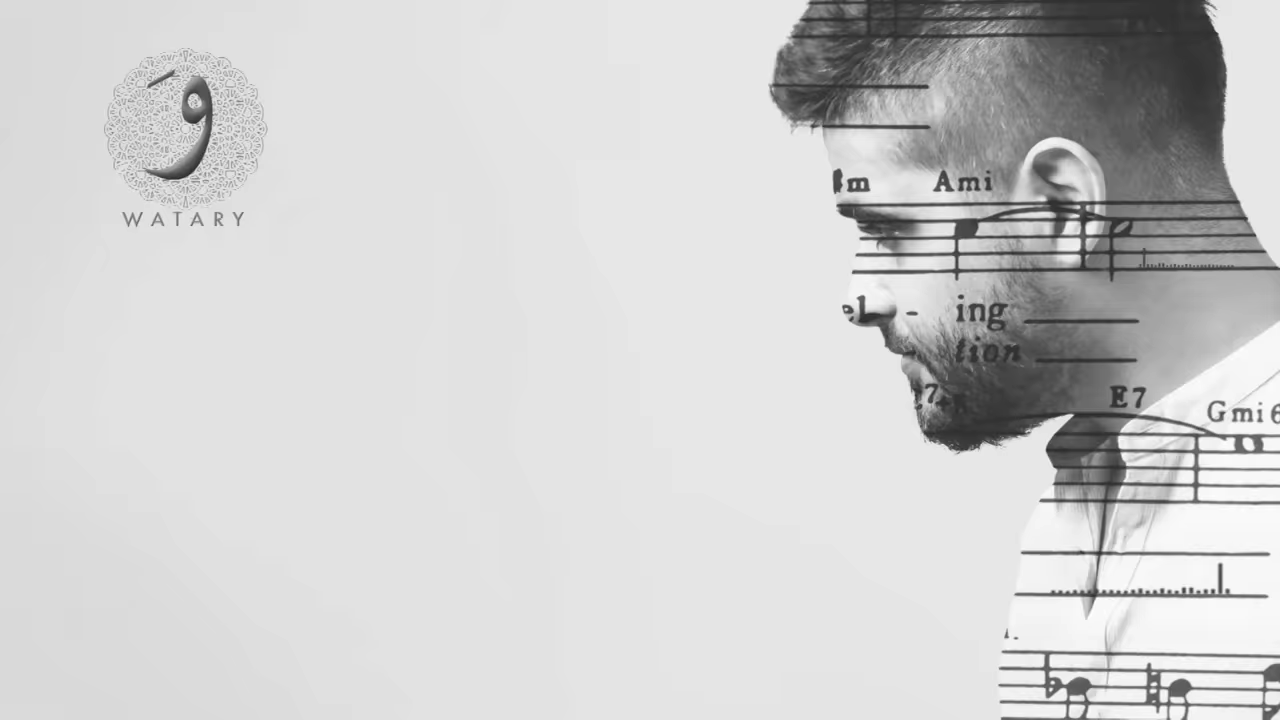 وَ
WATARY
Ami
ing
tion
E7
Gmi6